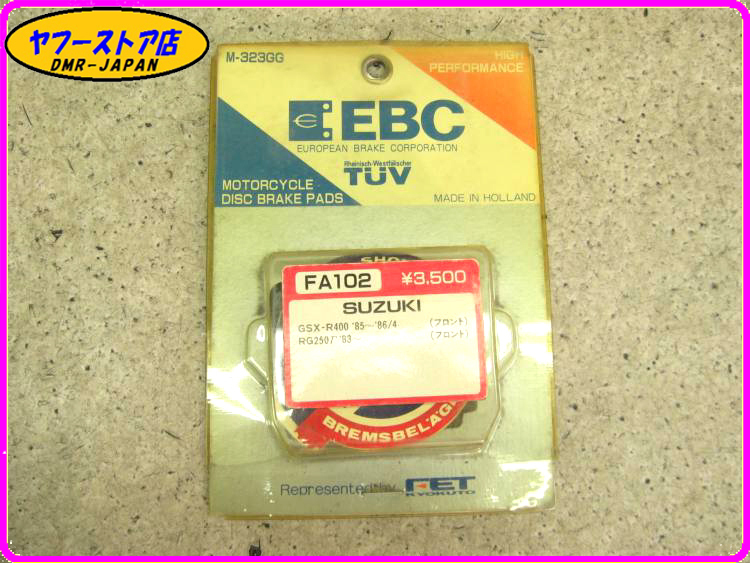 ヤフーストア店
DMR-JAPAN
M-323GG
HIGH
PERFORMANCE
EBC
EUROPEAN BRAKE CORPORATION
Rheinisch-Westfälischer
TÜV
MOTORCYCLE
DISC BRAKE PADS
MADE IN HOLLAND
FA102
¥3,500
SUZUKI
GSX-R400 '85～'86/4 (フロント)
'83～ (フロント)
BREMSBELÄG
Represented by
FET
KYOKUTO